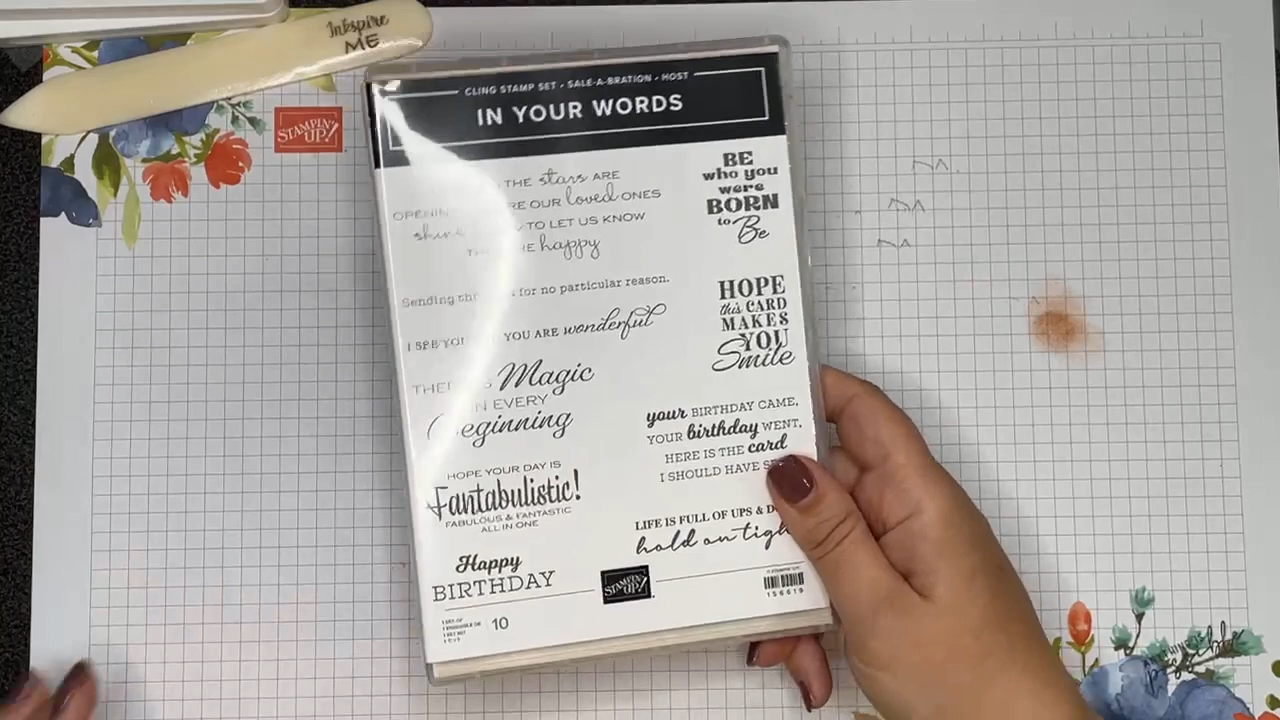 Inkspire
ME
STAMPIN' UP!
CLING STAMP SET • SALE-A-BRATION • HOST
IN YOUR WORDS
THE stars ARE
OUR loved ONES
TO LET US KNOW
happy
Sending for no particular reason.
I SEE YOU ARE wonderful
Magic
IN EVERY
Beginning
HOPE YOUR DAY IS
Fantabulistic!
FABULOUS & FANTASTIC
ALL IN ONE
Happy
BIRTHDAY
BE
who you
were
BORN
to Be
HOPE
this CARD
MAKES
YOU
Smile
your BIRTHDAY CAME,
YOUR birthday WENT,
HERE IS THE card
I SHOULD HAVE
LIFE IS FULL OF UPS &
hold on
STAMPIN' UP!
156619
10